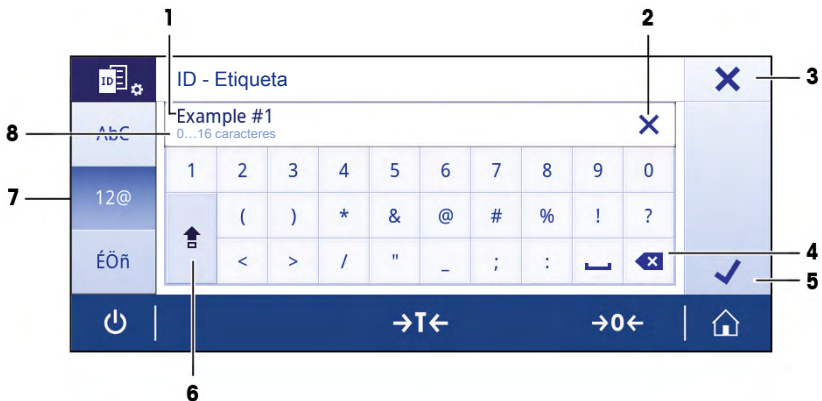 1 2
ID
ID - Etiqueta
3
Example #1
0...16 caracteres
8
AbC
1 2 3 4 5 6 7 8 9 0
7
12@
( ) * & @ # % ! ?
4
ÉÖñ
< > / " _ ; :
5
→T← →0←
6